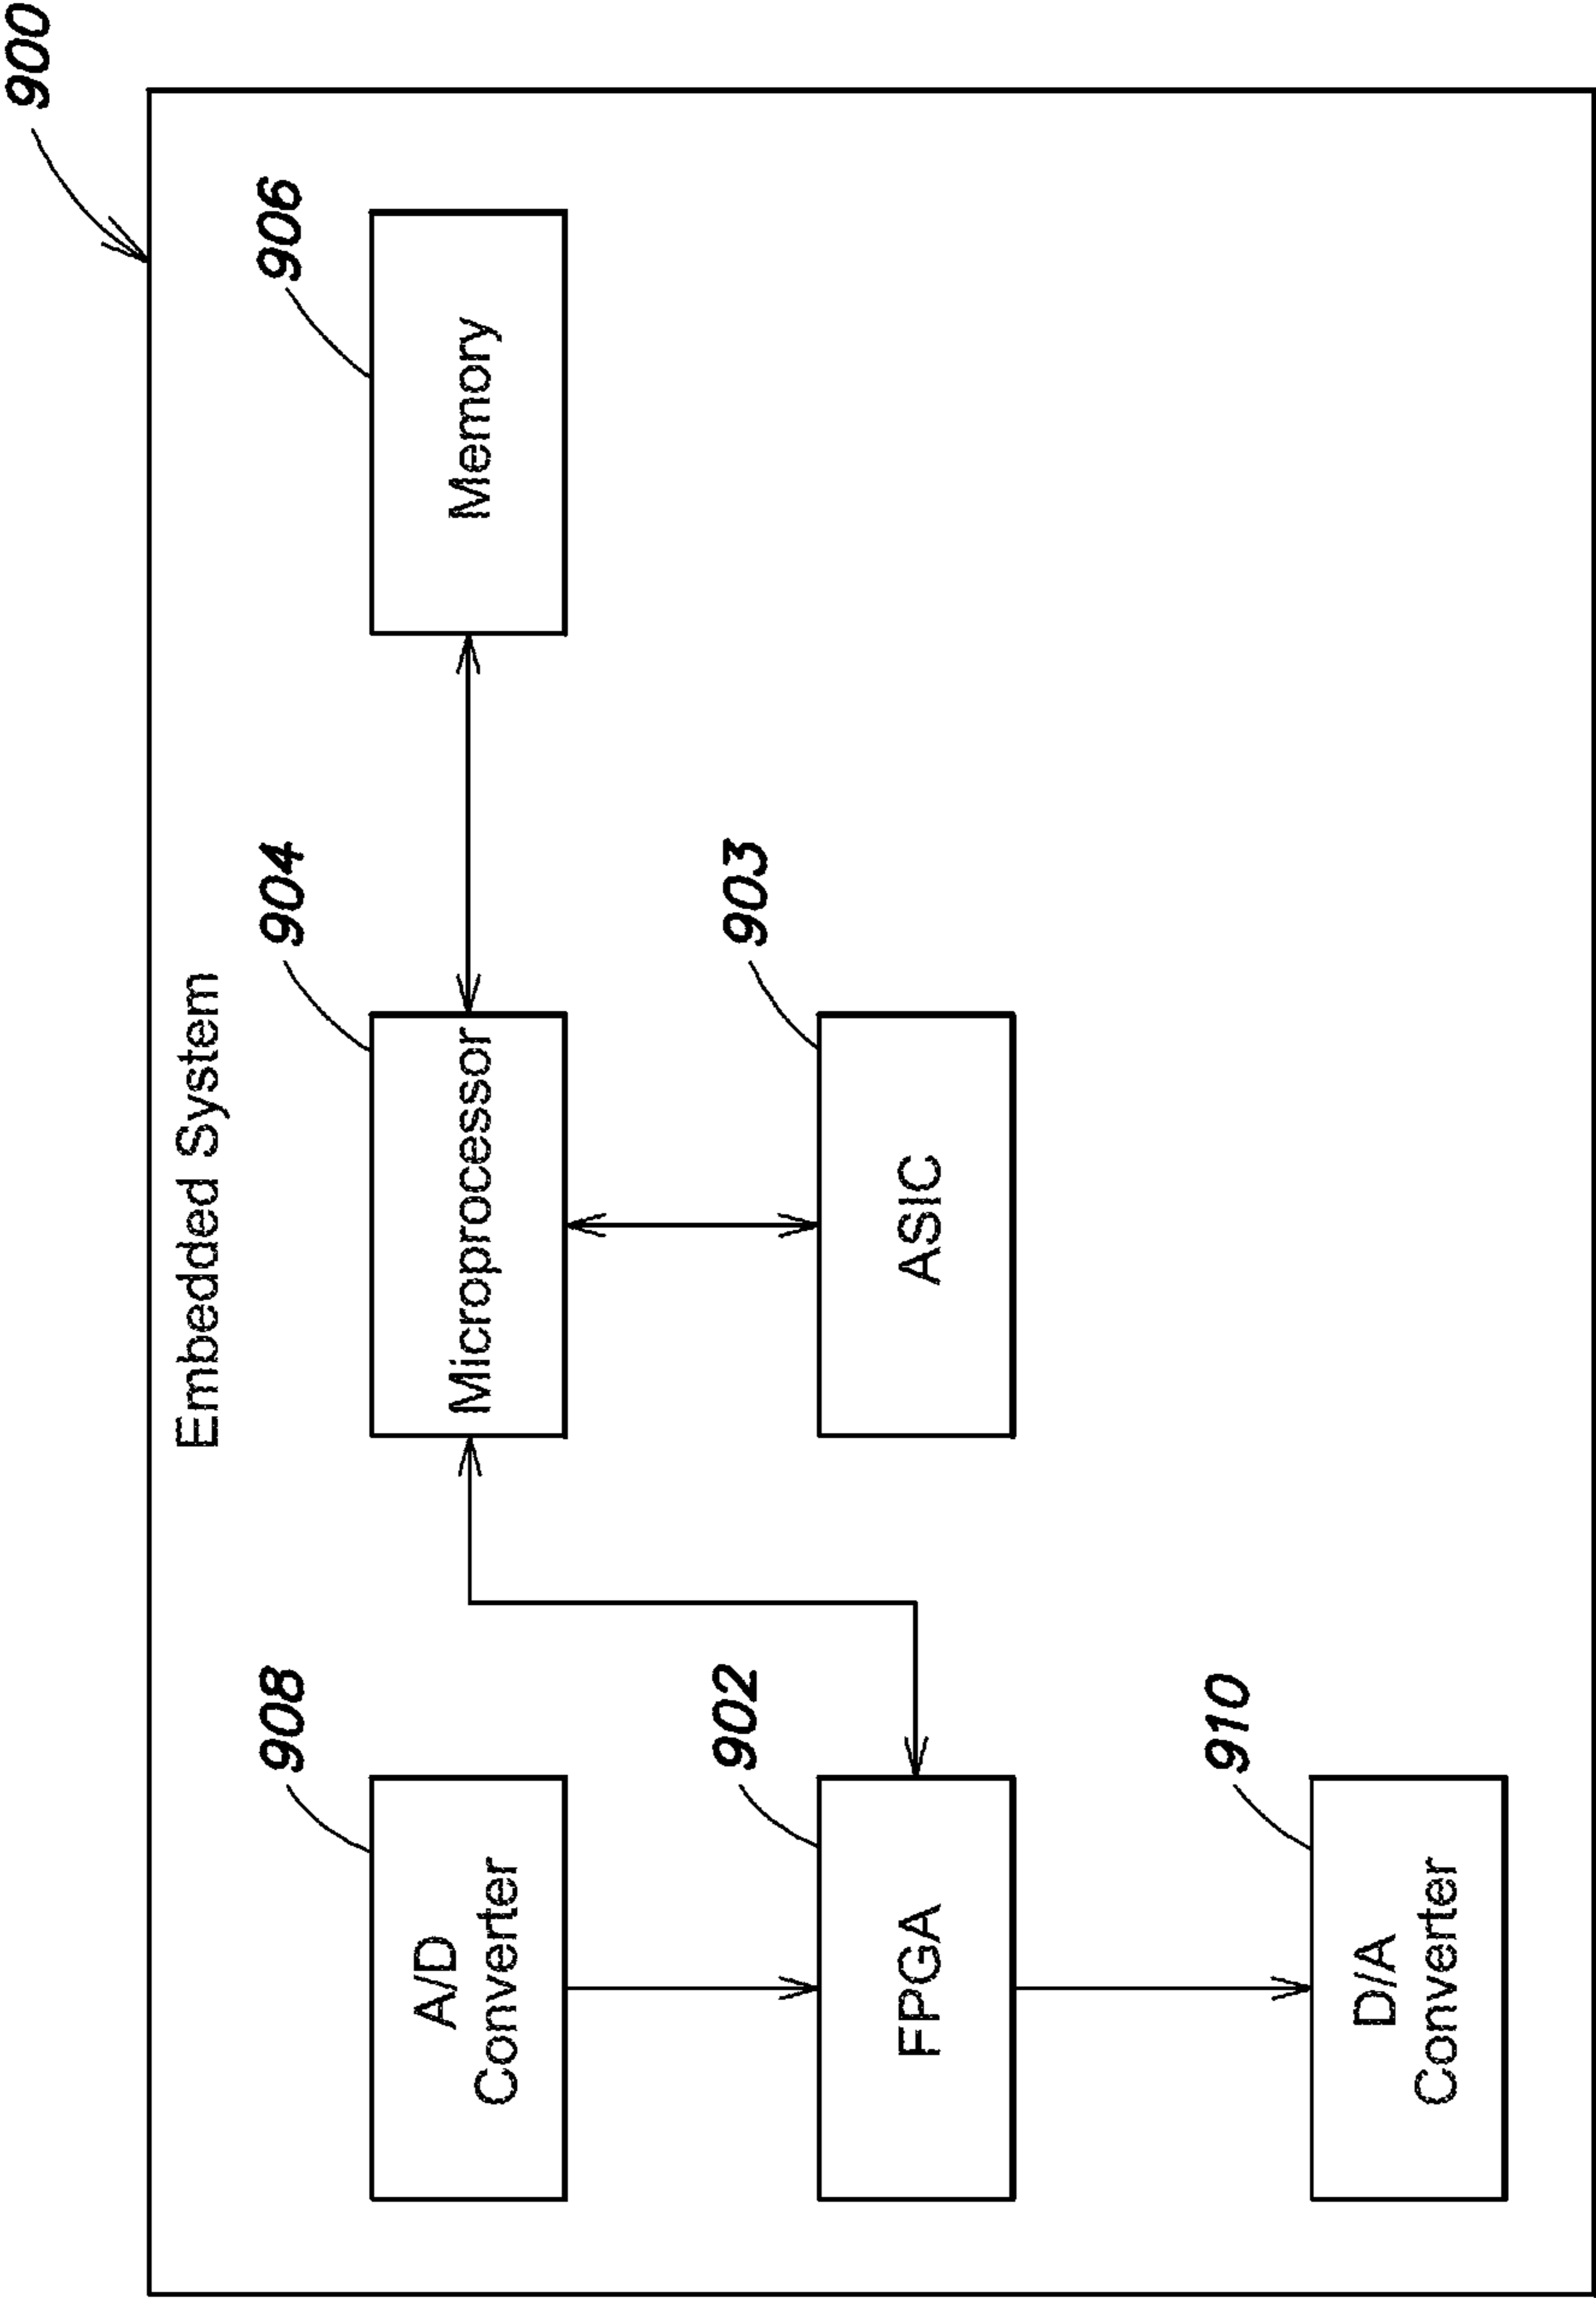 900
Embedded System
908
904
906
A/D
Converter
Microprocessor
Memory
902
903
FPGA
ASIC
910
D/A
Converter